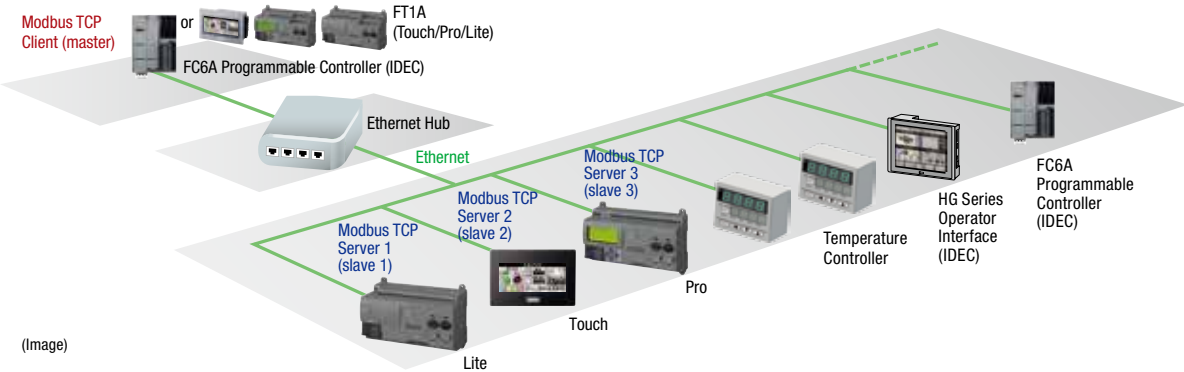 Modbus TCP
Client (master)
or
FT1A
(Touch/Pro/Lite)
FC6A Programmable Controller (IDEC)
Ethernet Hub
Ethernet
Modbus TCP
Server 3
(slave 3)
Modbus TCP
Server 2
(slave 2)
Modbus TCP
Server 1
(slave 1)
FC6A
Programmable
Controller
(IDEC)
HG Series
Operator
Interface
(IDEC)
Temperature
Controller
Pro
Touch
Lite
(Image)